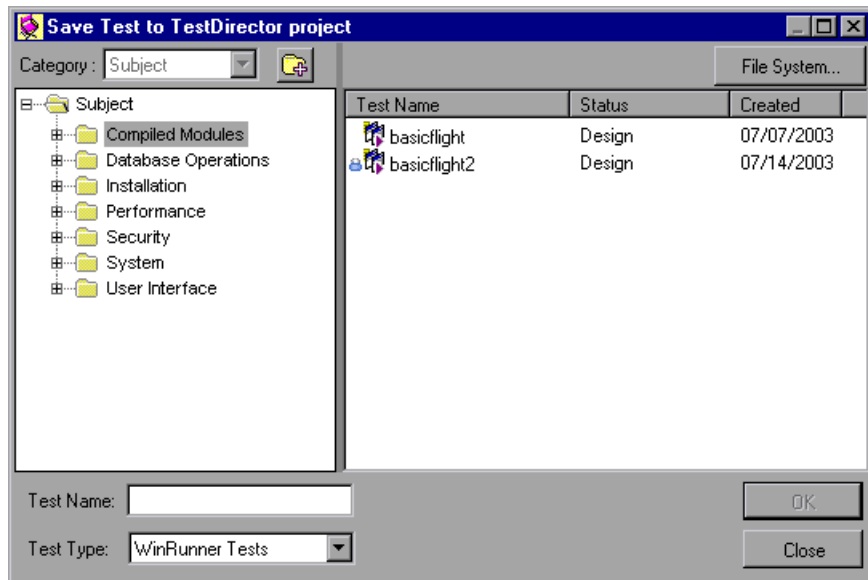 Save Test to TestDirector project
Category : Subject
File System...
Subject
Compiled Modules
Database Operations
Installation
Performance
Security
System
User Interface
Test Name Status Created
basicflight Design 07/07/2003
basicflight2 Design 07/14/2003
Test Name:
OK
Test Type: WinRunner Tests
Close